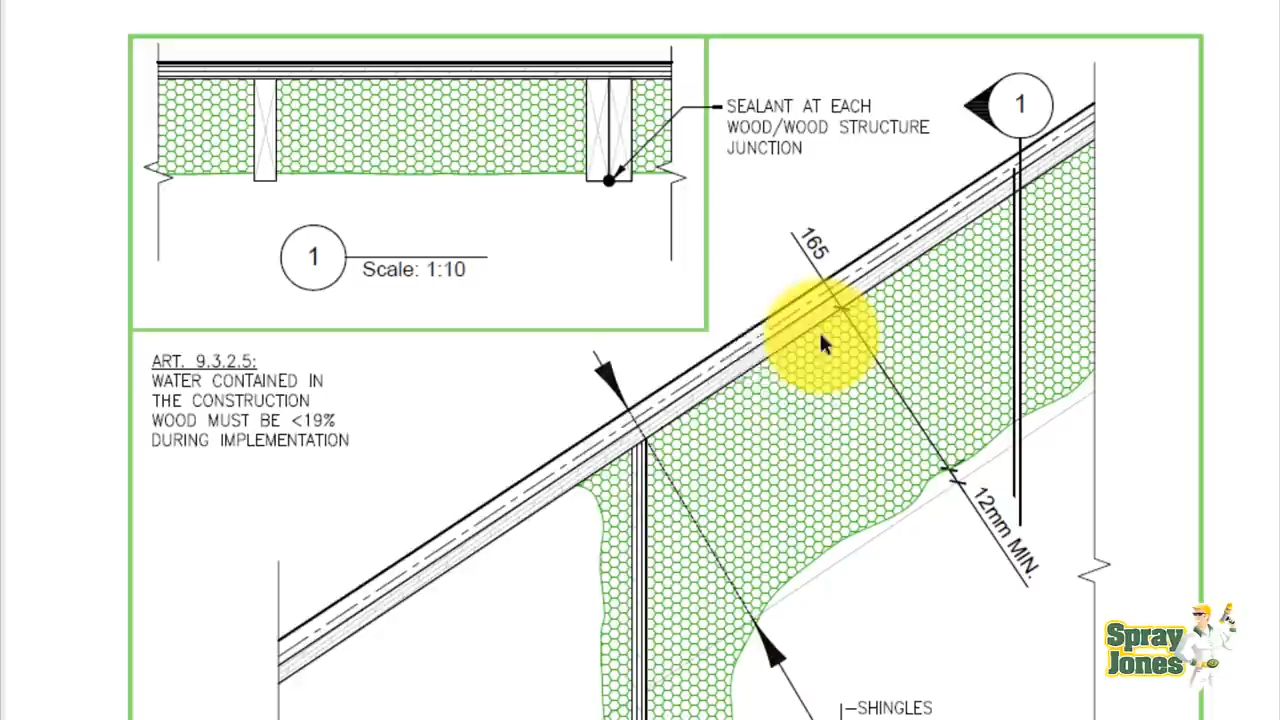 SEALANT AT EACH
WOOD/WOOD STRUCTURE
JUNCTION
1
1
Scale: 1:10
165
ART. 9.3.2.5:
WATER CONTAINED IN
THE CONSTRUCTION
WOOD MUST BE <19%
DURING IMPLEMENTATION
12mm MIN.
Spray
Jones
SHINGLES